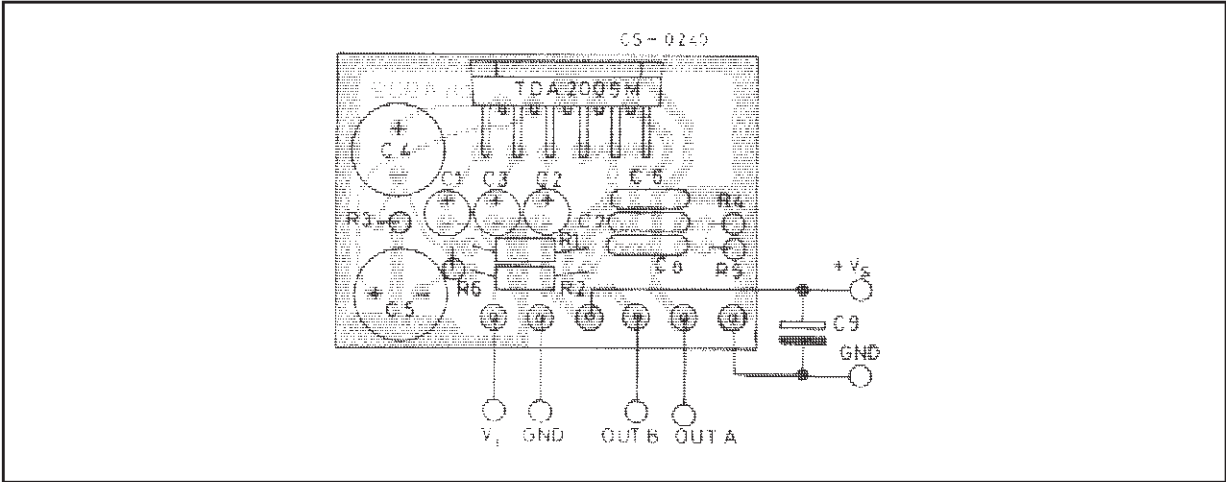 CS-0240
TDA2005M
C4
C1 C3 C2 C6
R3
C7
R4
R1
C8
R5
R6
R2
C5
+VS
C9
GND
Vi GND OUT B OUT A